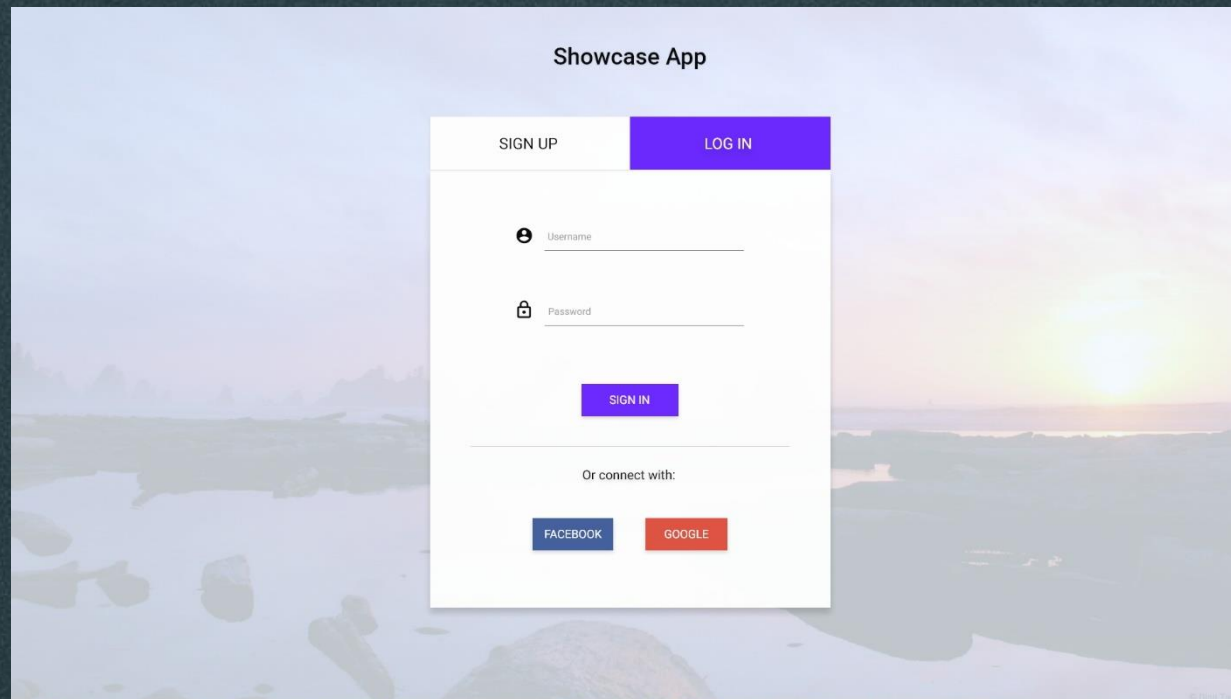 Showcase App
SIGN UP LOG IN
Username
Password
SIGN IN
Or connect with:
FACEBOOK GOOGLE